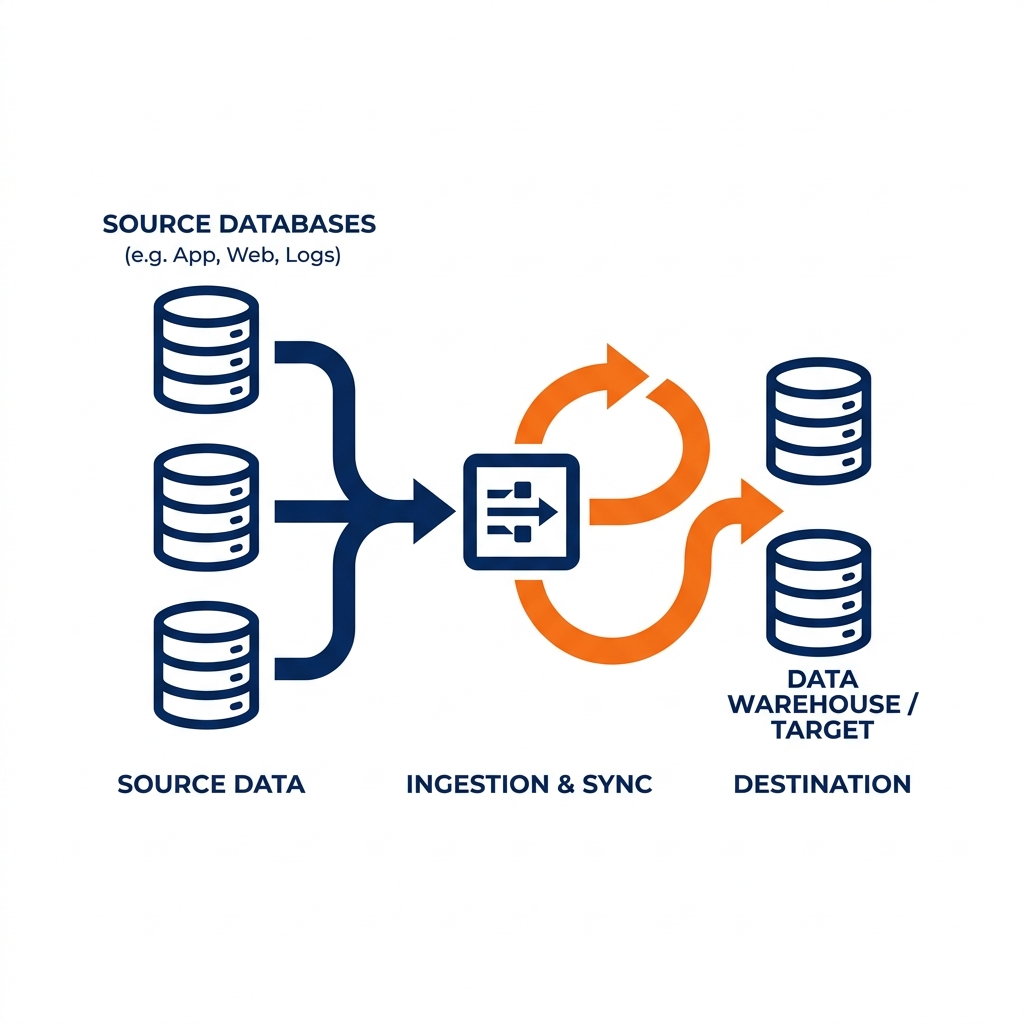 SOURCE DATABASES
(e.g. App, Web, Logs)
DATA
WAREHOUSE /
TARGET
SOURCE DATA
INGESTION & SYNC
DESTINATION